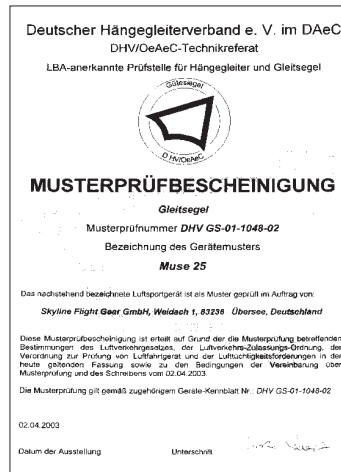 Deutscher Hängegleiterverband e. V. im DAeC
DHV/OeAeC-Technikreferat
LBA-anerkannte Prüfstelle für Hängegleiter und Gleitsegel
Gütesiegel
DHV/OeAeC
MUSTERPRÜFBESCHEINIGUNG
Gleitsegel
Musterprüfnummer DHV GS-01-1048-02
Bezeichnung des Gerätemusters
Muse 25
Das nachstehend bezeichnete Luftsportgerät ist als Muster geprüft im Auftrag von:
Skyline Flight Gear GmbH, Weidach 1, 83236 Übersee, Deutschland
Diese Musterprüfbescheinigung ist erteilt auf Grund der die Musterprüfung betreffenden
Bestimmungen des Luftverkehrsgesetzes, der Luftverkehrs-Zulassungs-Ordnung, der
Verordnung zur Prüfung von Luftfahrtgerät und der Lufttüchtigkeitsforderungen in der
heute geltenden Fassung sowie zu den Bedingungen der Vereinbarung über
Musterprüfung und des Schreibens vom 02.04.2003.
Die Musterprüfung gilt gemäß zugehörigem Geräte-Kennblatt Nr.: DHV GS-01-1048-02
02.04.2003
Datum der Ausstellung Unterschrift